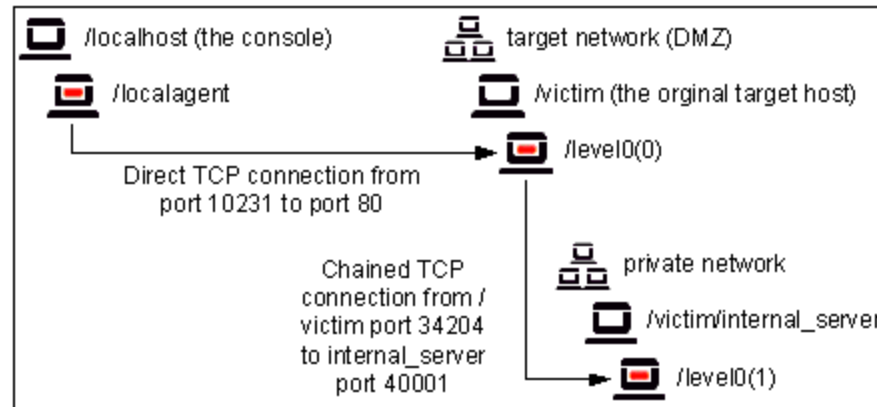 /localhost (the console)
target network (DMZ)
/localagent
/victim (the orginal target host)
/level0(0)
Direct TCP connection from
port 10231 to port 80
private network
Chained TCP
connection from /
victim port 34204
to internal_server
port 40001
/victim/internal_server
/level0(1)